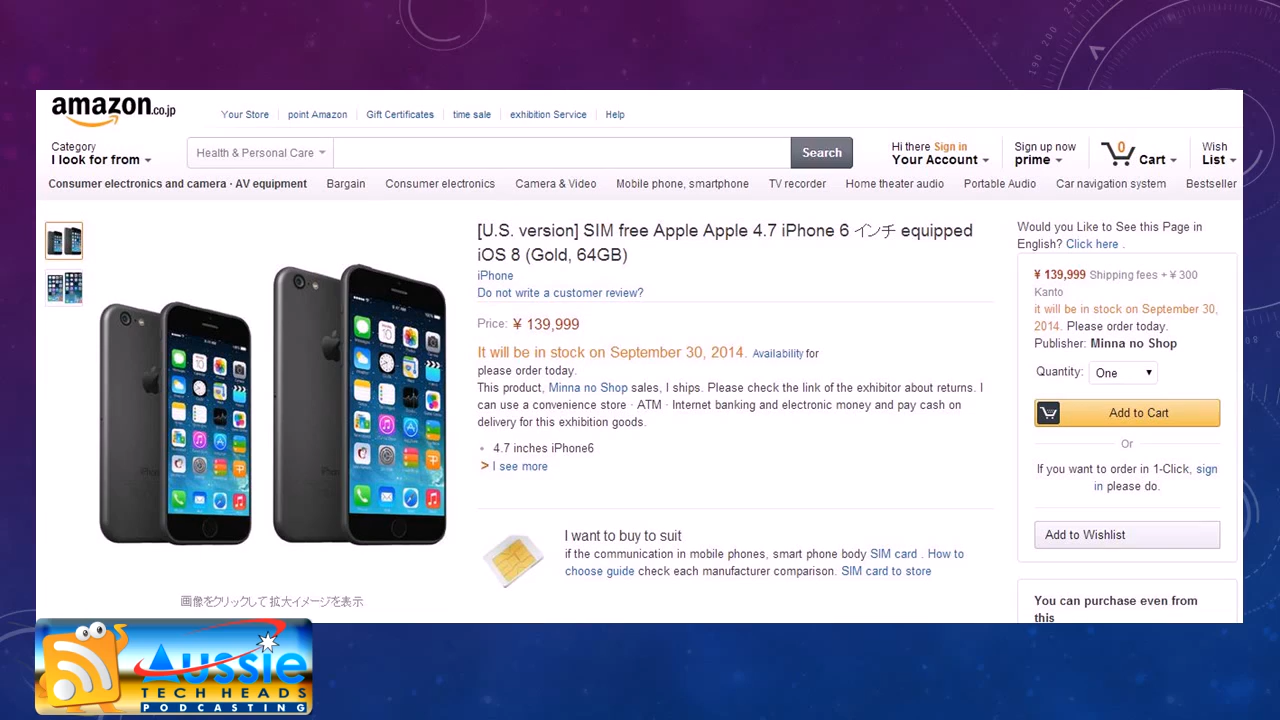 amazon.co.jp
Your Store
point Amazon
Gift Certificates
time sale
exhibition Service
Help
Category
I look for from
Health & Personal Care
Search
Hi there Sign in
Your Account
Sign up now
prime
0
Cart
Wish
List
Consumer electronics and camera · AV equipment
Bargain
Consumer electronics
Camera & Video
Mobile phone, smartphone
TV recorder
Home theater audio
Portable Audio
Car navigation system
Bestseller
[U.S. version] SIM free Apple Apple 4.7 iPhone 6 インチ equipped
iOS 8 (Gold, 64GB)
iPhone
Do not write a customer review?
Price: ¥ 139,999
It will be in stock on September 30, 2014. Availability for
please order today.
This product, Minna no Shop sales, I ships. Please check the link of the exhibitor about returns. I
can use a convenience store · ATM · Internet banking and electronic money and pay cash on
delivery for this exhibition goods.
• 4.7 inches iPhone6
> I see more
I want to buy to suit
if the communication in mobile phones, smart phone body SIM card . How to
choose guide check each manufacturer comparison. SIM card to store
画像をクリックして拡大イメージを表示
Would you Like to See this Page in
English? Click here .
¥ 139,999 Shipping fees + ¥ 300
Kanto
it will be in stock on September 30,
2014. Please order today.
Publisher: Minna no Shop
Quantity: One
Add to Cart
Or
If you want to order in 1-Click, sign
in please do.
Add to Wishlist
You can purchase even from
this
Aussie
TECH HEADS
PODCASTING